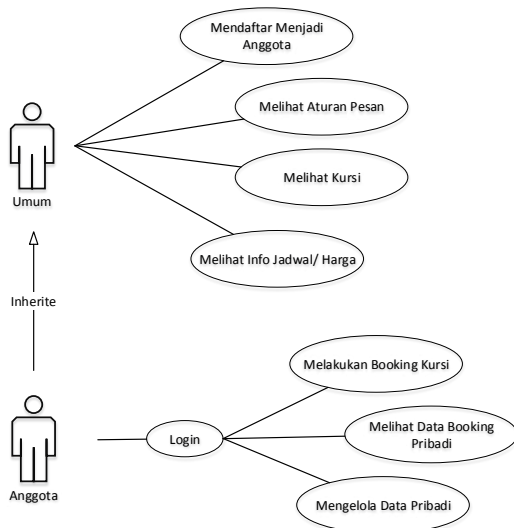 Mendaftar Menjadi
Anggota
Melihat Aturan Pesan
Melihat Kursi
Umum
Melihat Info Jadwal/ Harga
Inherite
Melakukan Booking Kursi
Melihat Data Booking
Pribadi
Login
Mengelola Data Pribadi
Anggota